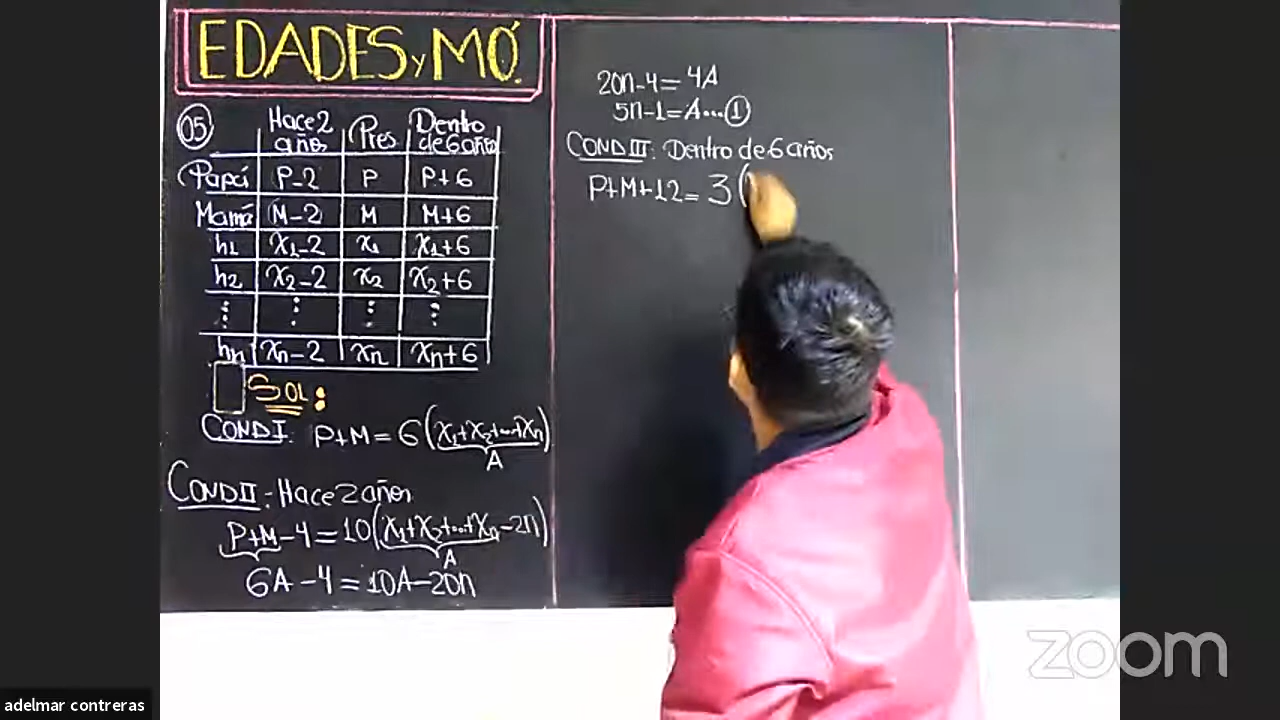 EDADES y MÓ.
05 Hace 2 años Pres Dentro de 6 años
Papá P-2 P P+6
Mamá M-2 M M+6
h1 x1-2 x1 x1+6
h2 x2-2 x2 x2+6
⋮ ⋮ ⋮ ⋮
hn xn-2 xn xn+6
SOL:
COND I: P+M = 6(x1+x2+...+xn)
A
COND II: Hace 2 años
P+M-4 = 10(x1+x2+...+xn-2n)
A
6A-4 = 10A-20n
20n-4 = 4A
5n-1 = A...(1)
COND III: Dentro de 6 años
P+M+12 = 3(
zoom
adelmar contreras